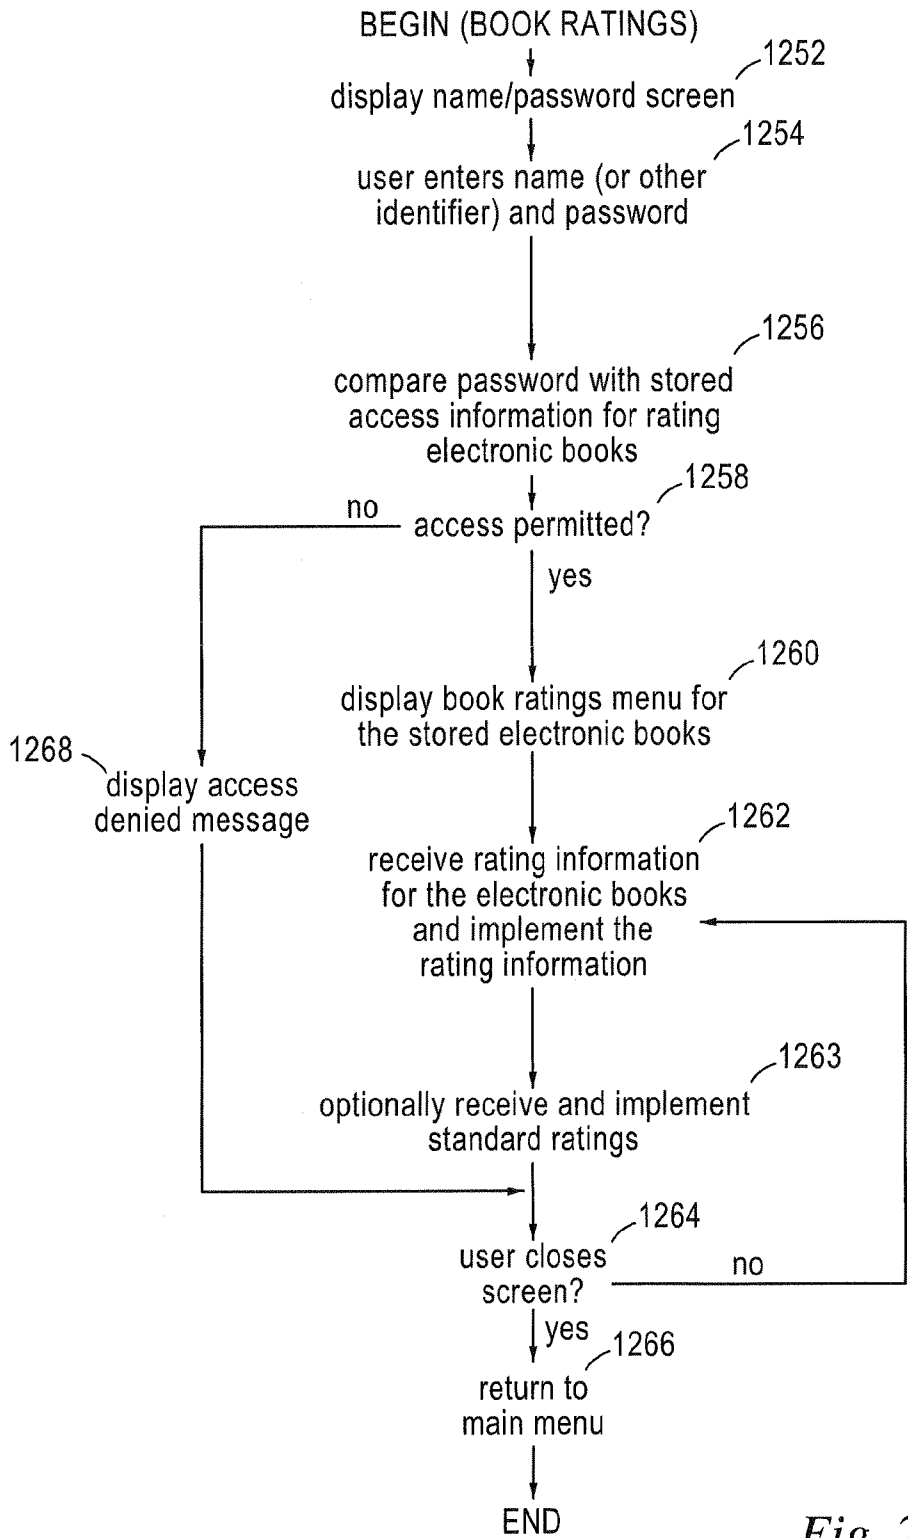 BEGIN (BOOK RATINGS)
1252
display name/password screen
1254
user enters name (or other
identifier) and password
1256
compare password with stored
access information for rating
electronic books
1258
no
access permitted?
yes
1260
display book ratings menu for
the stored electronic books
1268
display access
denied message
1262
receive rating information
for the electronic books
and implement the
rating information
1263
optionally receive and implement
standard ratings
1264
user closes
screen?
no
yes
1266
return to
main menu
END
Fig.